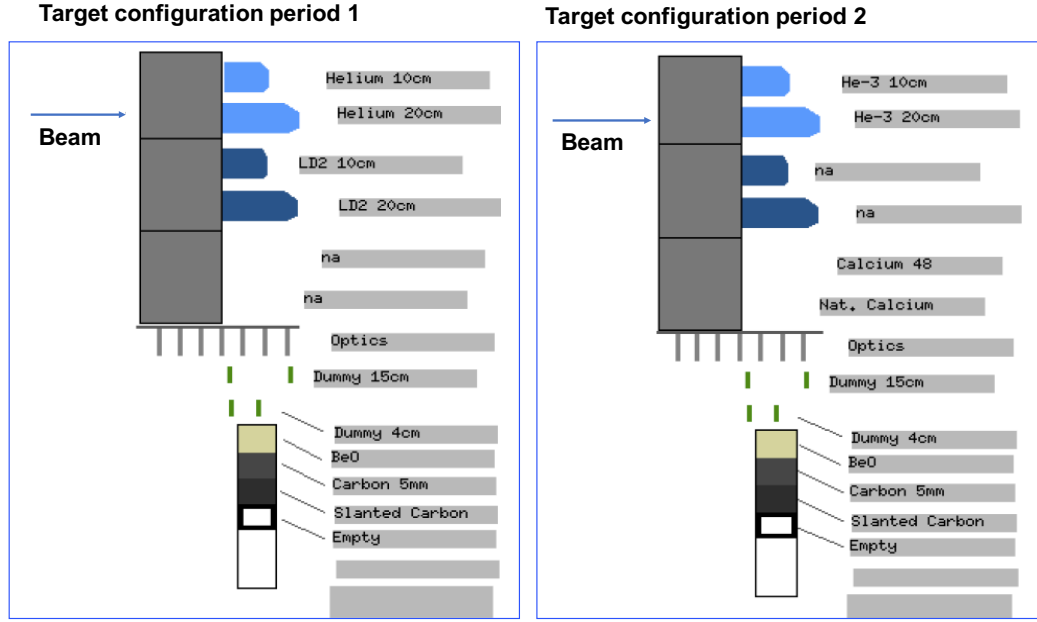 Target configuration period 1
Beam
Helium 10cm
Helium 20cm
LD2 10cm
LD2 20cm
na
na
Optics
Dummy 15cm
Dummy 4cm
BeO
Carbon 5mm
Slanted Carbon
Empty
Target configuration period 2
Beam
He-3 10cm
He-3 20cm
na
na
Calcium 48
Nat. Calcium
Optics
Dummy 15cm
Dummy 4cm
BeO
Carbon 5mm
Slanted Carbon
Empty